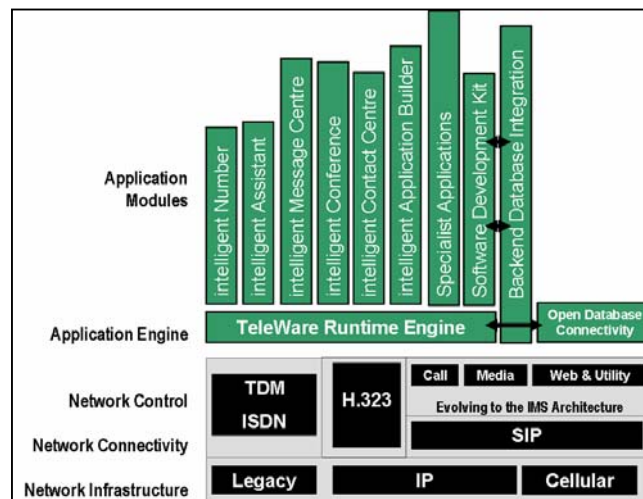 Application
Modules
intelligent Number
intelligent Assistant
intelligent Message Centre
intelligent Conference
intelligent Contact Centre
intelligent Application Builder
Specialist Applications
Software Development Kit
Backend Database Integration
Application Engine
TeleWare Runtime Engine
Open Database
Connectivity
Network Control
TDM
ISDN
H.323
Call
Media
Web & Utility
Evolving to the IMS Architecture
Network Connectivity
SIP
Network Infrastructure
Legacy
IP
Cellular